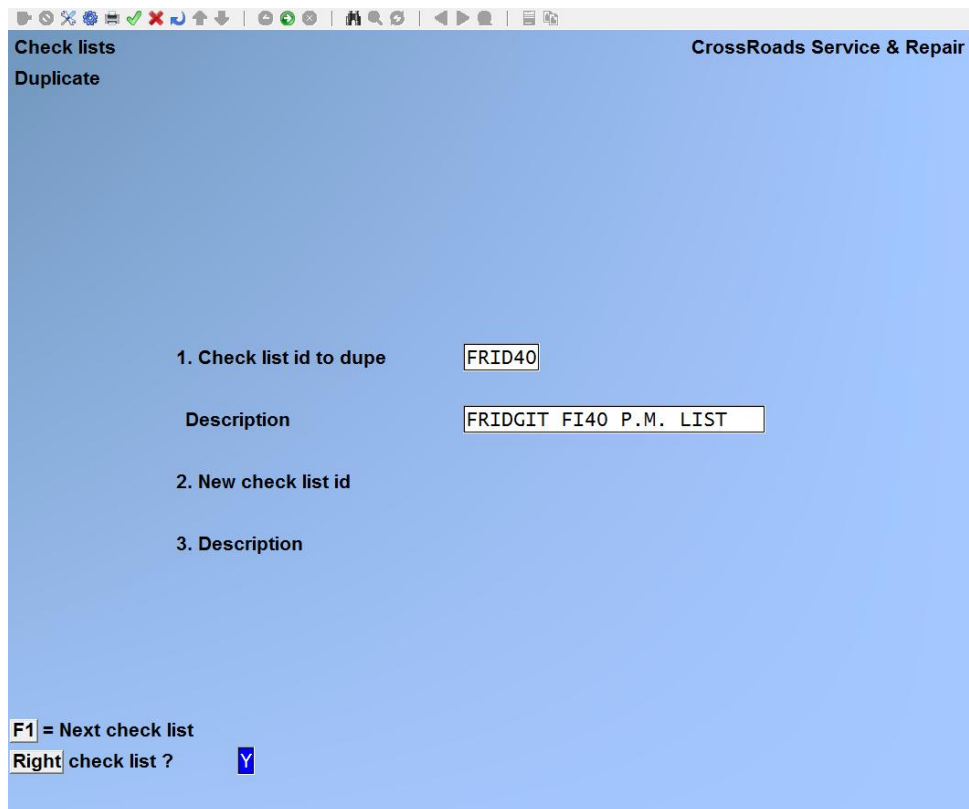 Check lists CrossRoads Service & Repair
Duplicate
1. Check list id to dupe FRID40
Description FRIDGIT FI40 P.M. LIST
2. New check list id
3. Description
F1 = Next check list
Right check list ? Y